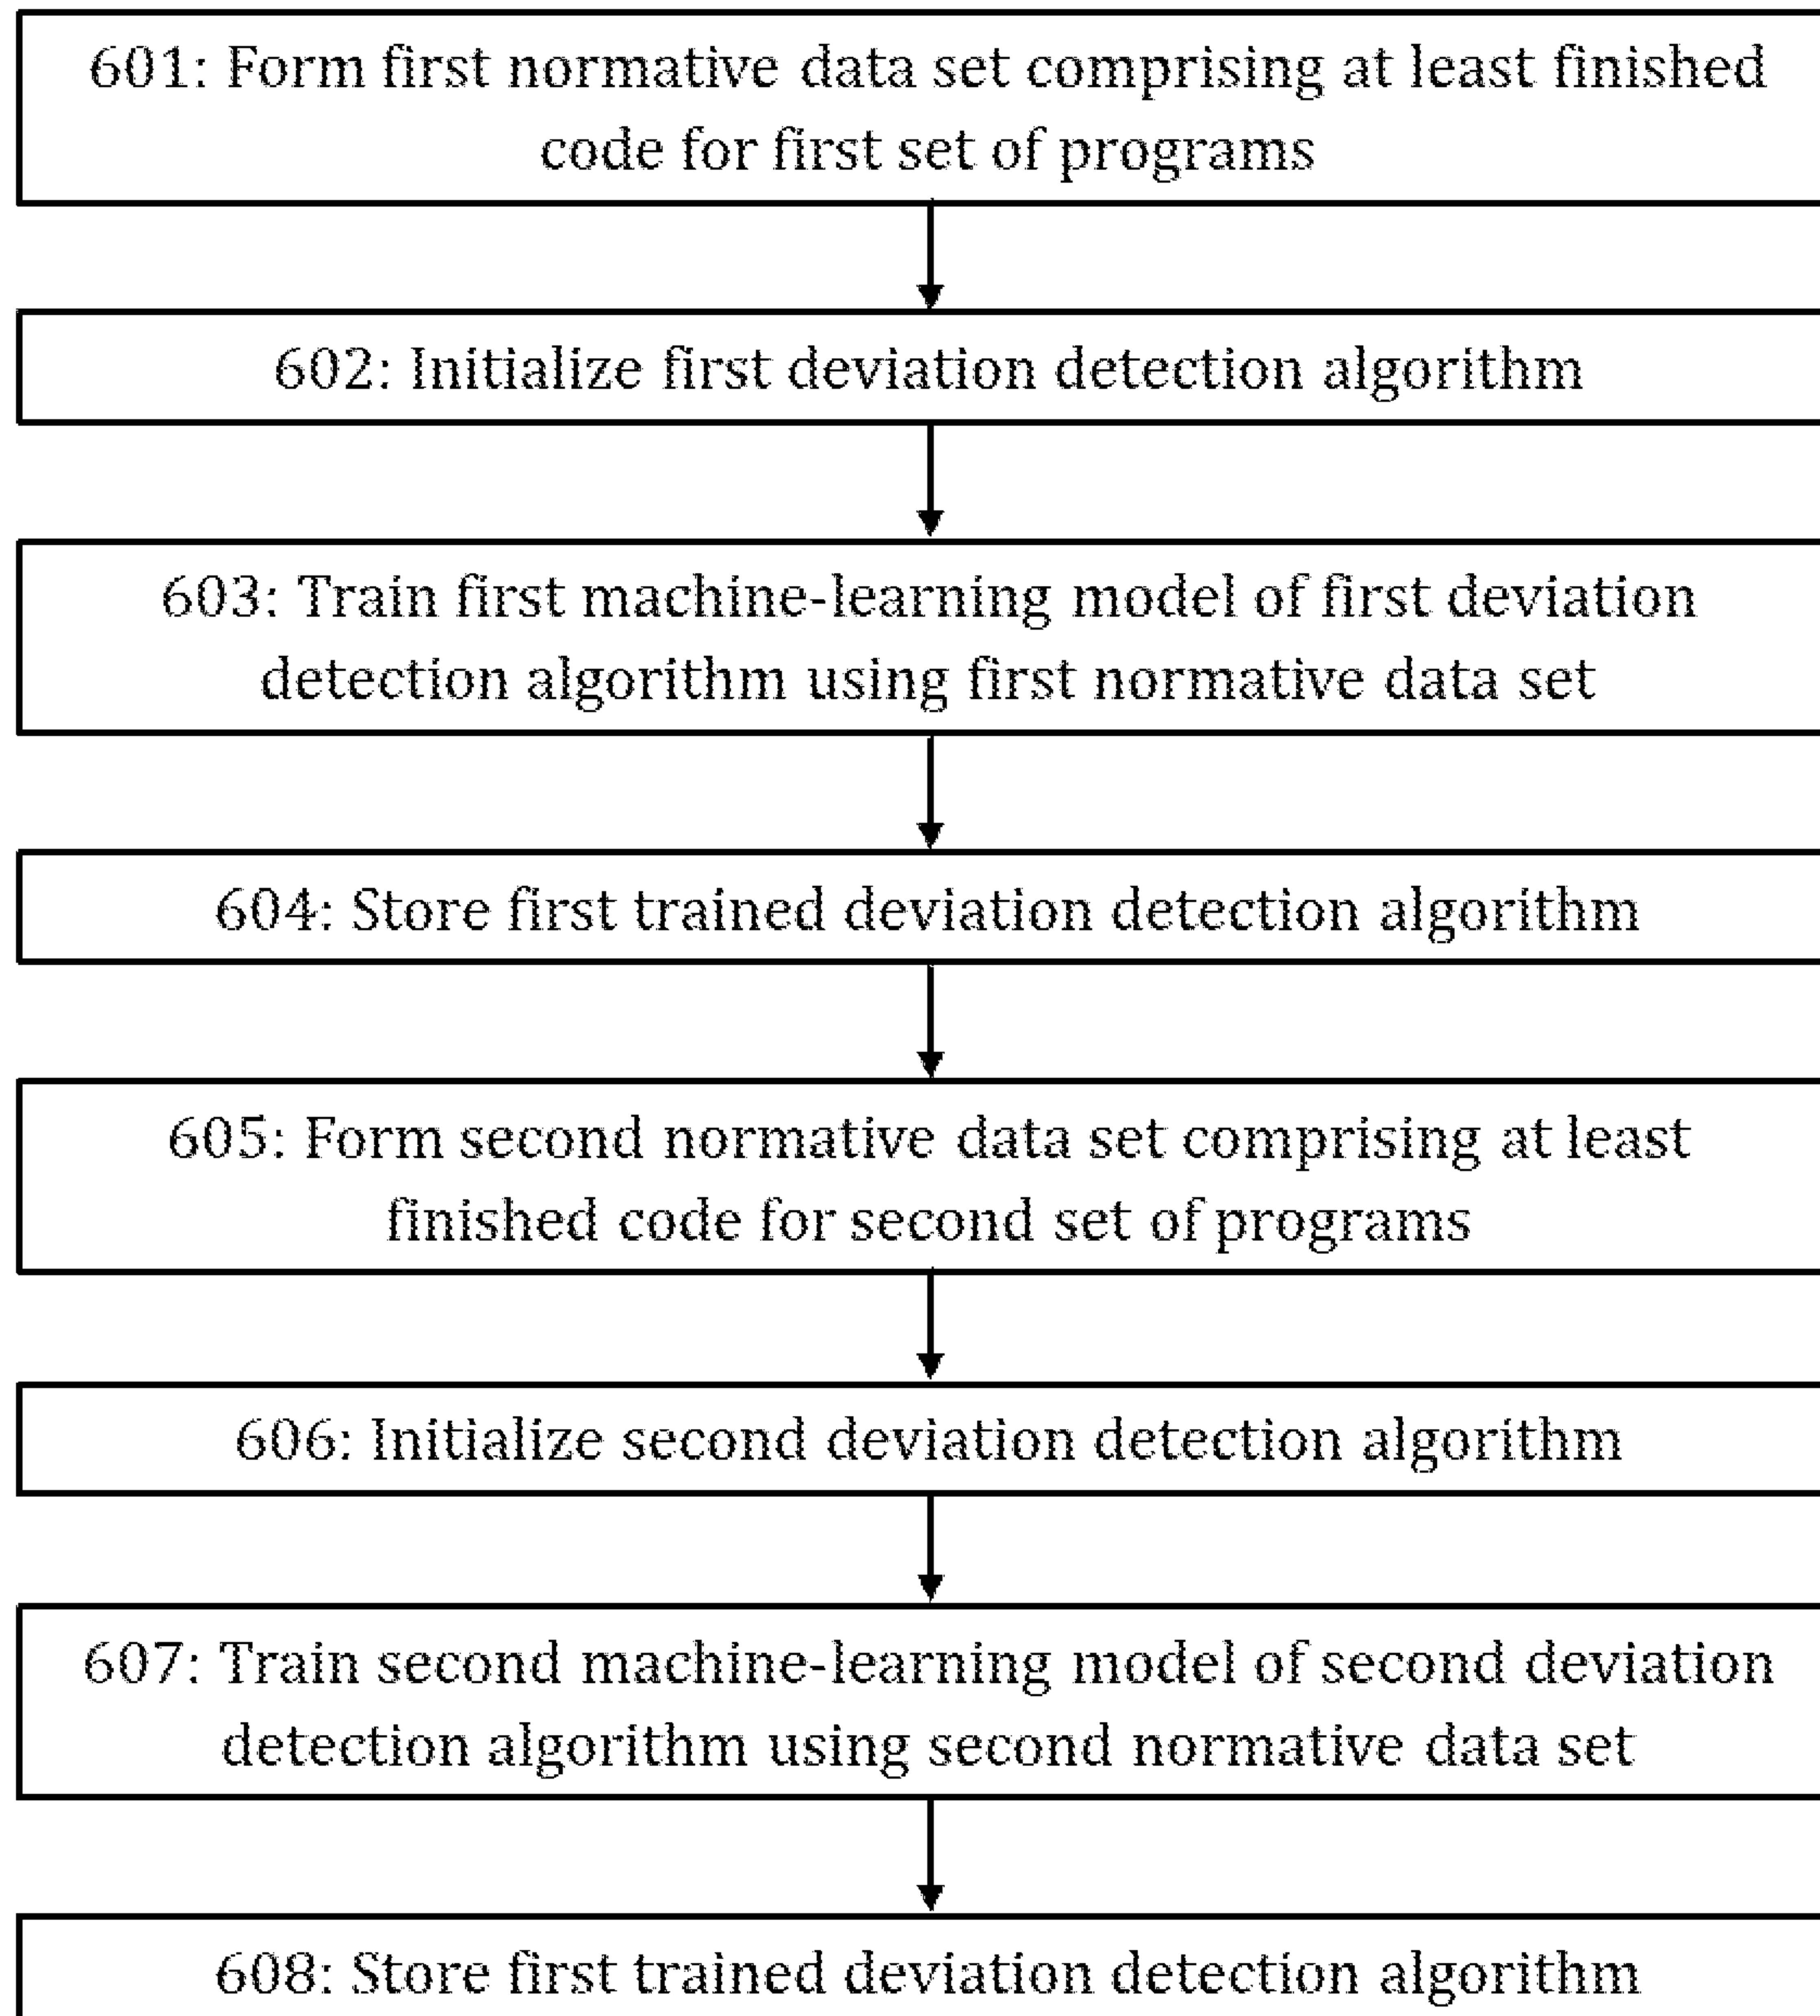 601: Form first normative data set comprising at least finished
code for first set of programs
602: Initialize first deviation detection algorithm
603: Train first machine-learning model of first deviation
detection algorithm using first normative data set
604: Store first trained deviation detection algorithm
605: Form second normative data set comprising at least
finished code for second set of programs
606: Initialize second deviation detection algorithm
607: Train second machine-learning model of second deviation
detection algorithm using second normative data set
608: Store first trained deviation detection algorithm